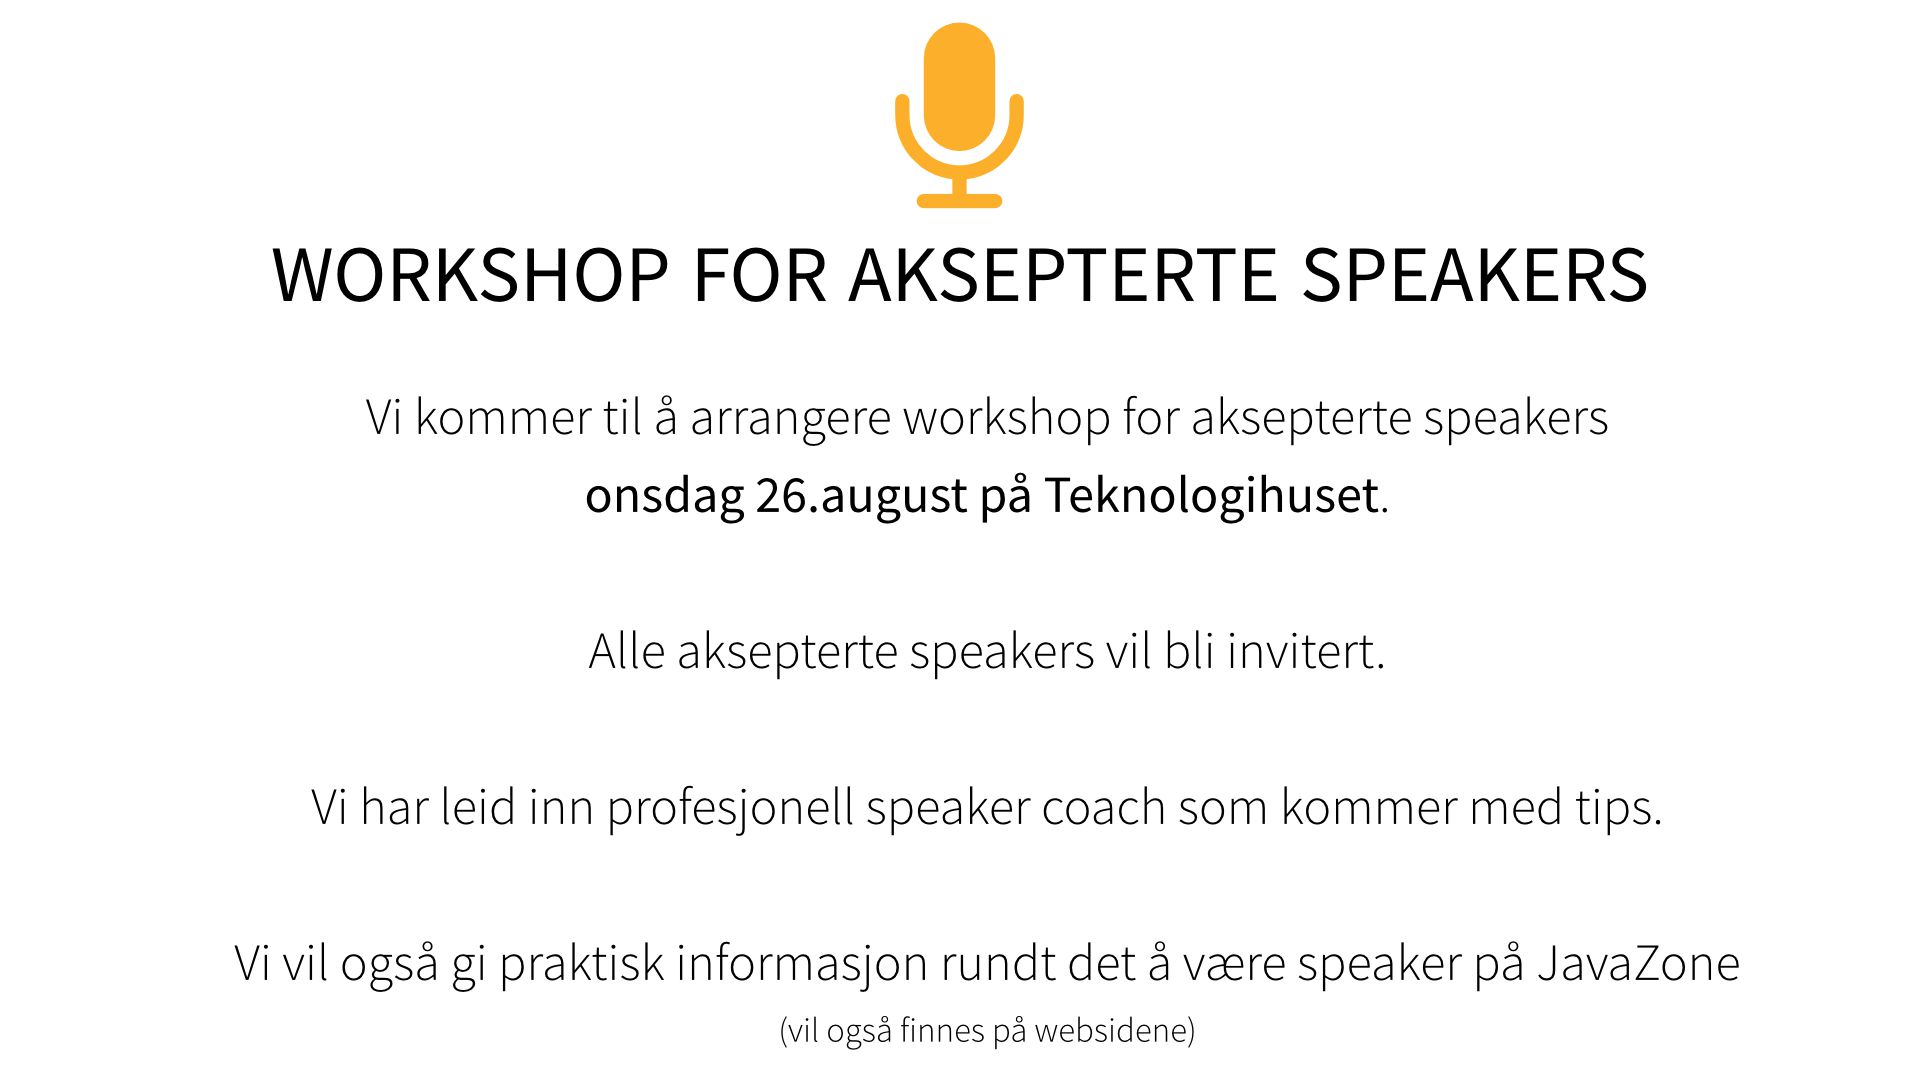 WORKSHOP FOR AKSEPTERTE SPEAKERS
Vi kommer til å arrangere workshop for aksepterte speakers
onsdag 26.august på Teknologihuset.
Alle aksepterte speakers vil bli invitert.
Vi har leid inn profesjonell speaker coach som kommer med tips.
Vi vil også gi praktisk informasjon rundt det å være speaker på JavaZone
(vil også finnes på websidene)